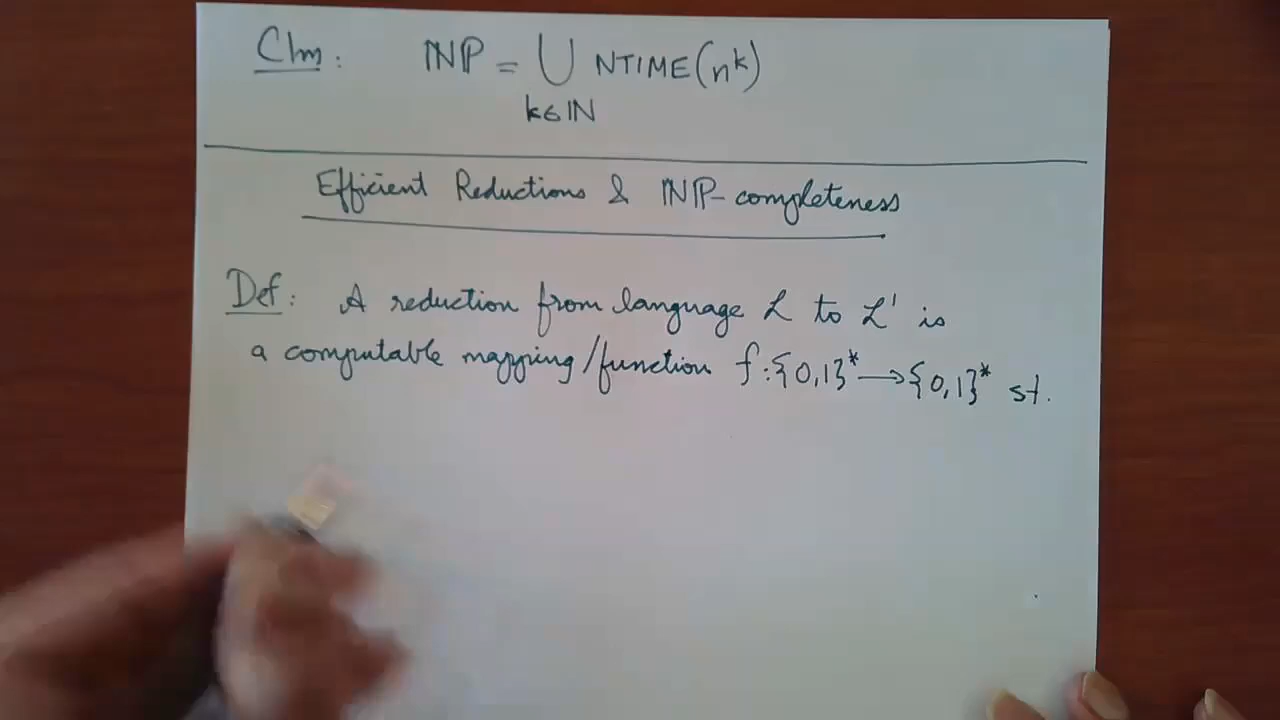 Clm: NP = ⋃ NTIME(n^k)
k∈ℕ
Efficient Reductions & NP-completeness
Def: A reduction from language L to L' is
a computable mapping/function f:{0,1}*→{0,1}* st.